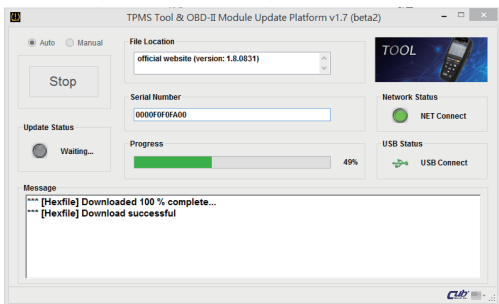 TPMS Tool & OBD-II Module Update Platform v1.7 (beta2)
Auto Manual
Stop
File Location
official website (version: 1.8.0831)
TOOL
Serial Number
0000F0F0FA00
Network Status
NET Connect
Update Status
Waiting...
Progress
49%
USB Status
USB Connect
Message
*** [Hexfile] Downloaded 100 % complete...
*** [Hexfile] Download successful
Cub